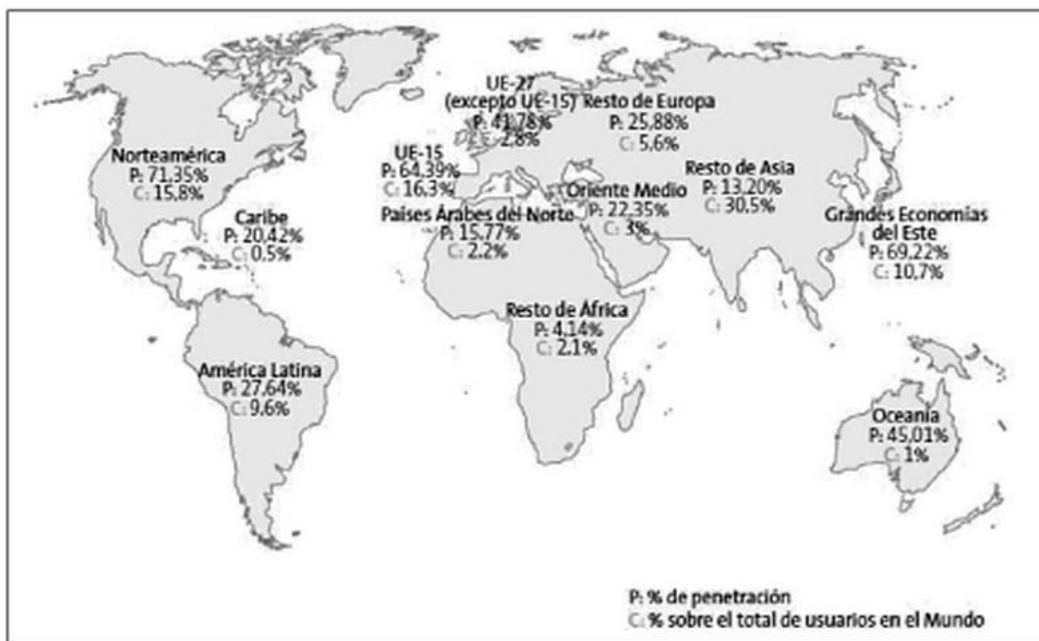 UE-27
(excepto UE-15)
P: 41,78%
C: 2,8%
Resto de Europa
P: 25,88%
C: 5,6%
Norteamérica
P: 71,35%
C: 15,8%
UE-15
P: 64,39%
C: 16,3%
Resto de Asia
P: 13,20%
C: 30,5%
Oriente Medio
P: 22,35%
C: 3%
Caribe
P: 20,42%
C: 0,5%
Países Árabes del Norte
P: 15,77%
C: 2,2%
Grandes Economías
del Este
P: 69,22%
C: 10,7%
Resto de África
P: 4,14%
C: 2,1%
América Latina
P: 27,64%
C: 9,6%
Oceanía
P: 45,01%
C: 1%
P: % de penetración
C: % sobre el total de usuarios en el Mundo